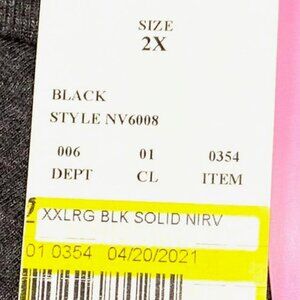 SIZE
2X
BLACK
STYLE NV6008
006 01 0354
DEPT CL ITEM
XXLRG BLK SOLID NIRV
01 0354 04/20/2021